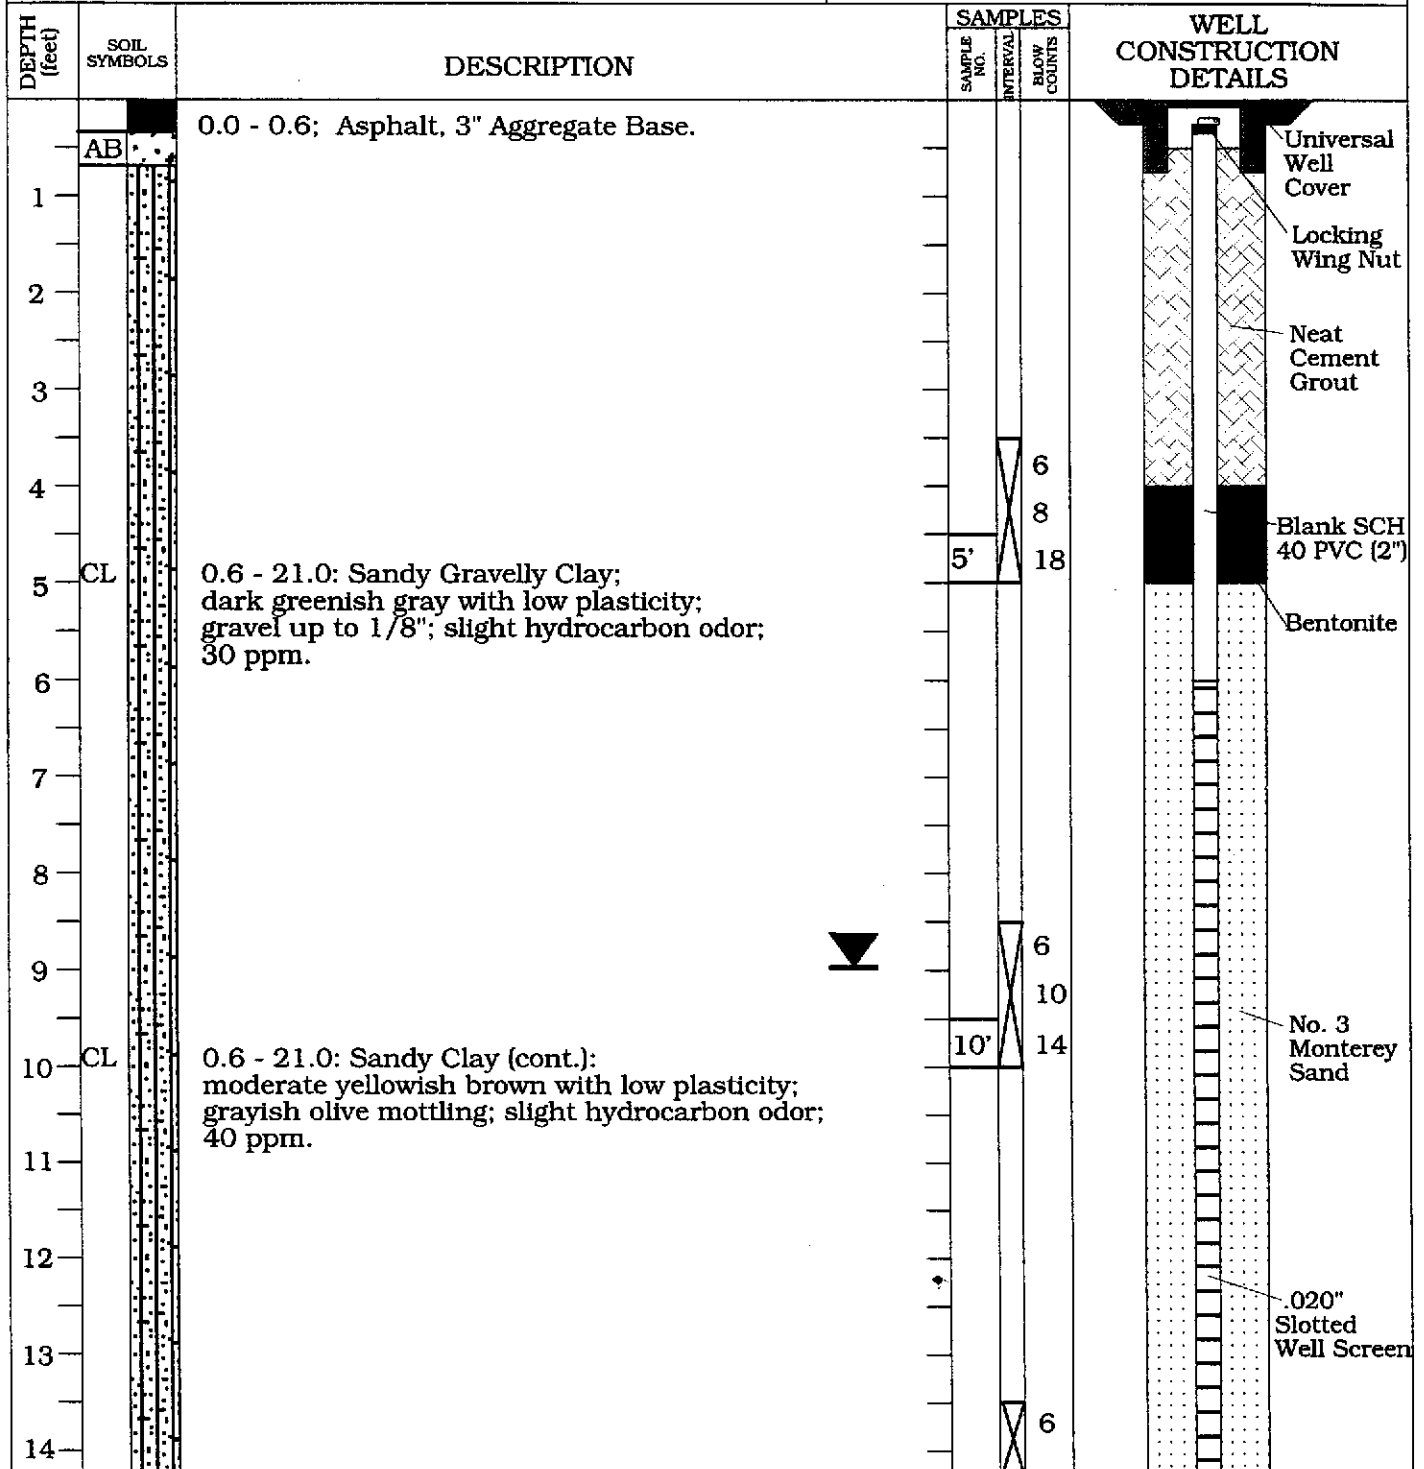 DEPTH (feet)
SOIL SYMBOLS
DESCRIPTION
SAMPLES
SAMPLE NO.
INTERVAL
BLOW COUNTS
WELL
CONSTRUCTION
DETAILS
0.0 - 0.6; Asphalt, 3" Aggregate Base.
AB
Universal
Well
Cover
1
Locking
Wing Nut
2
Neat
Cement
Grout
3
6
4
8
Blank SCH
40 PVC (2")
5'
18
5
CL
0.6 - 21.0: Sandy Gravelly Clay;
dark greenish gray with low plasticity;
gravel up to 1/8"; slight hydrocarbon odor;
30 ppm.
Bentonite
6
7
8
6
9
10
No. 3
Monterey
Sand
10'
14
10
CL
0.6 - 21.0: Sandy Clay (cont.):
moderate yellowish brown with low plasticity;
grayish olive mottling; slight hydrocarbon odor;
40 ppm.
11
12
.020"
Slotted
Well Screen
13
6
14